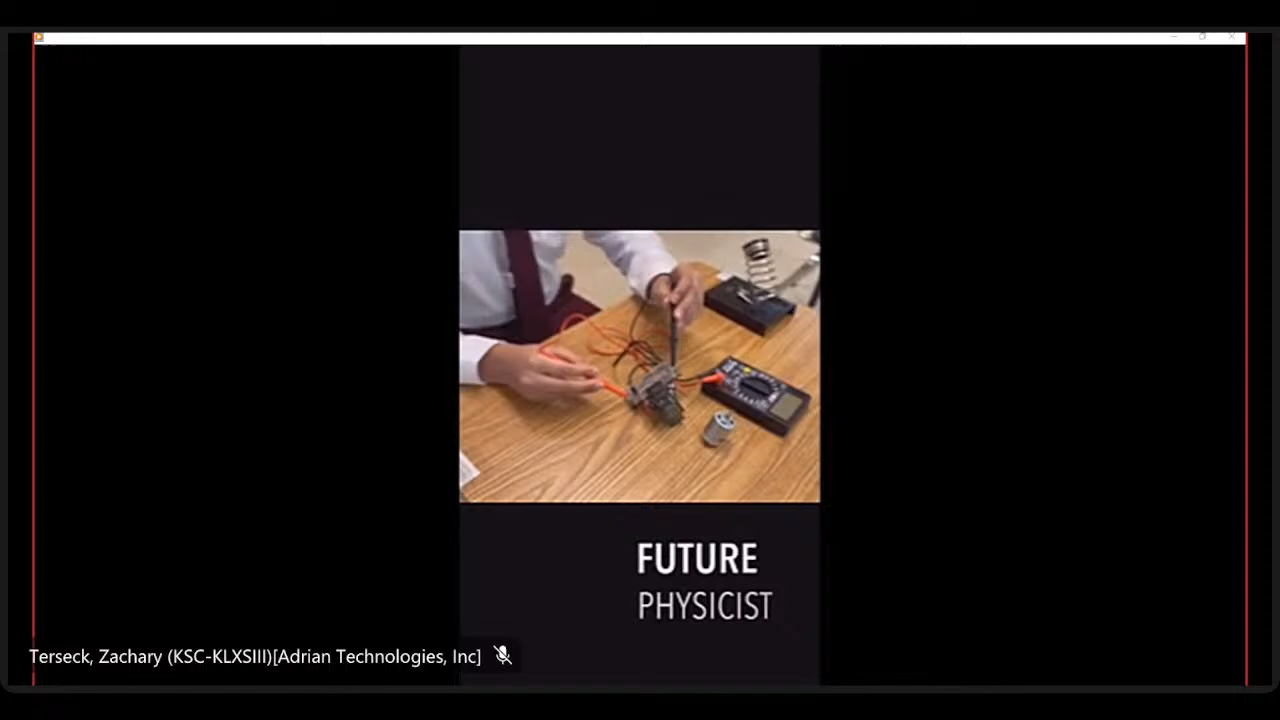 FUTURE
PHYSICIST
Terseck, Zachary (KSC-KLXSIII)[Adrian Technologies, Inc]